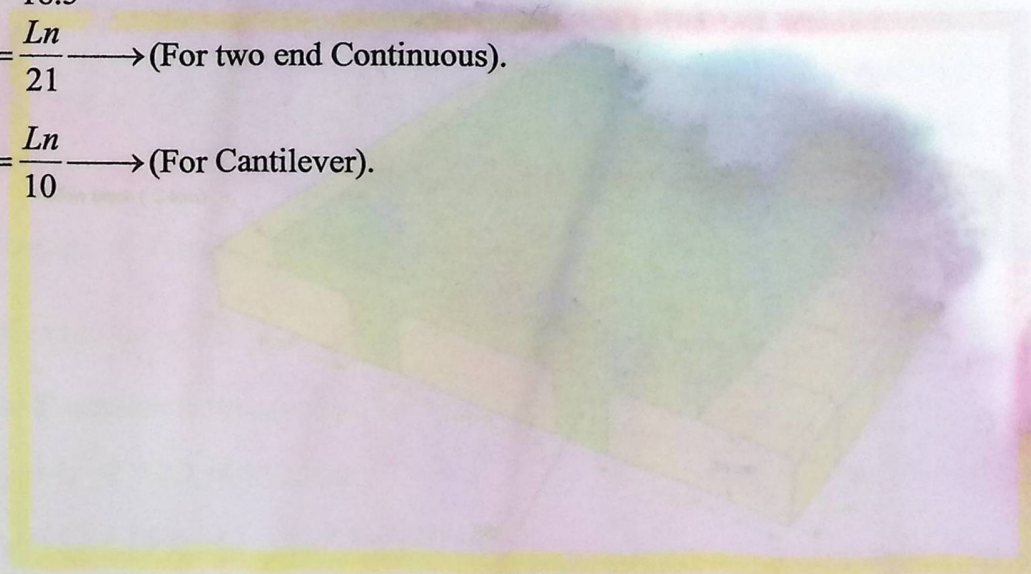 = Ln/21 ⟶ (For two end Continuous).
= Ln/10 ⟶ (For Cantilever).